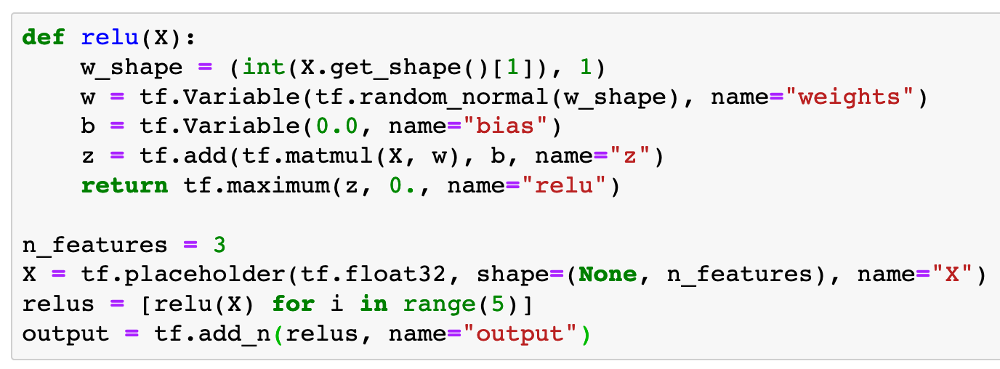 def relu(X):
    w_shape = (int(X.get_shape()[1]), 1)
    w = tf.Variable(tf.random_normal(w_shape), name="weights")
    b = tf.Variable(0.0, name="bias")
    z = tf.add(tf.matmul(X, w), b, name="z")
    return tf.maximum(z, 0., name="relu")

n_features = 3
X = tf.placeholder(tf.float32, shape=(None, n_features), name="X")
relus = [relu(X) for i in range(5)]
output = tf.add_n(relus, name="output")